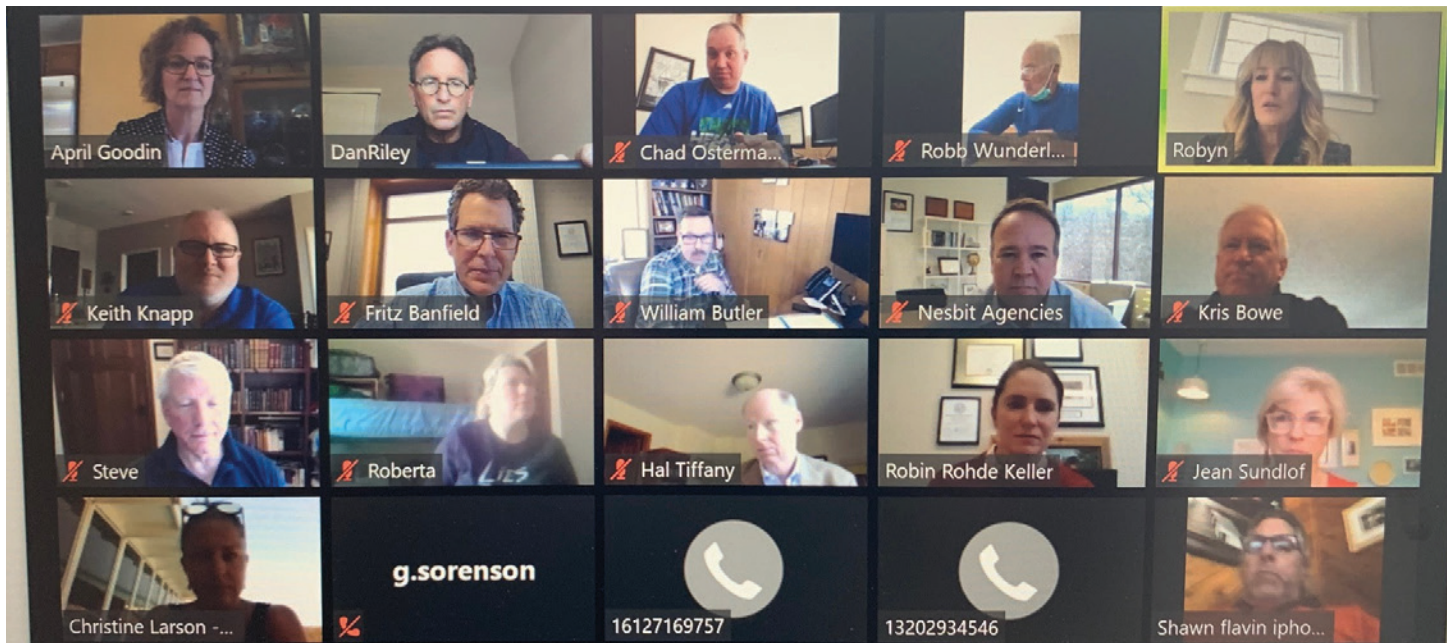 April Goodin
DanRiley
Chad Osterma...
Robb Wunderl...
Robyn
Keith Knapp
Fritz Banfield
William Butler
Nesbit Agencies
Kris Bowe
Steve
Roberta
LIES
Hal Tiffany
Robin Rohde Keller
Jean Sundlof
Christine Larson -...
g.sorenson
16127169757
13202934546
Shawn flavin ipho...